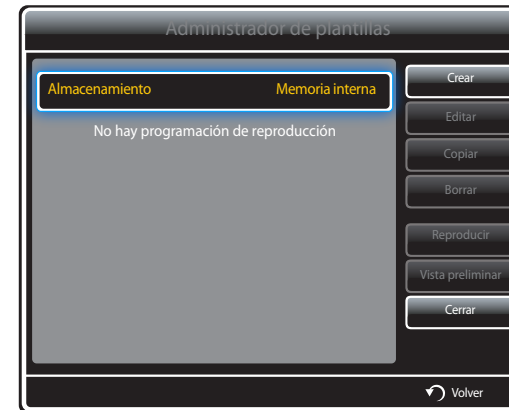 Administrador de plantillas
Almacenamiento Memoria interna
No hay programación de reproducción
Crear
Editar
Copiar
Borrar
Reproducir
Vista preliminar
Cerrar
Volver